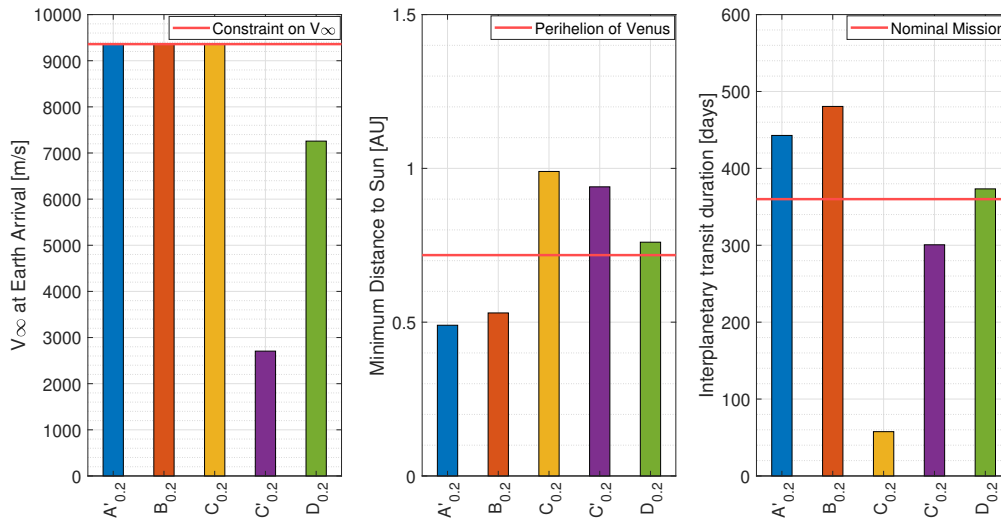 Constraint on V∞
V∞ at Earth Arrival [m/s]
10000
9000
8000
7000
6000
5000
4000
3000
2000
1000
0
A'0.2
B0.2
C0.2
C'0.2
D0.2
Perihelion of Venus
Minimum Distance to Sun [AU]
1.5
1
0.5
0
A'0.2
B0.2
C0.2
C'0.2
D0.2
Nominal Mission
Interplanetary transit duration [days]
600
500
400
300
200
100
0
A'0.2
B0.2
C0.2
C'0.2
D0.2